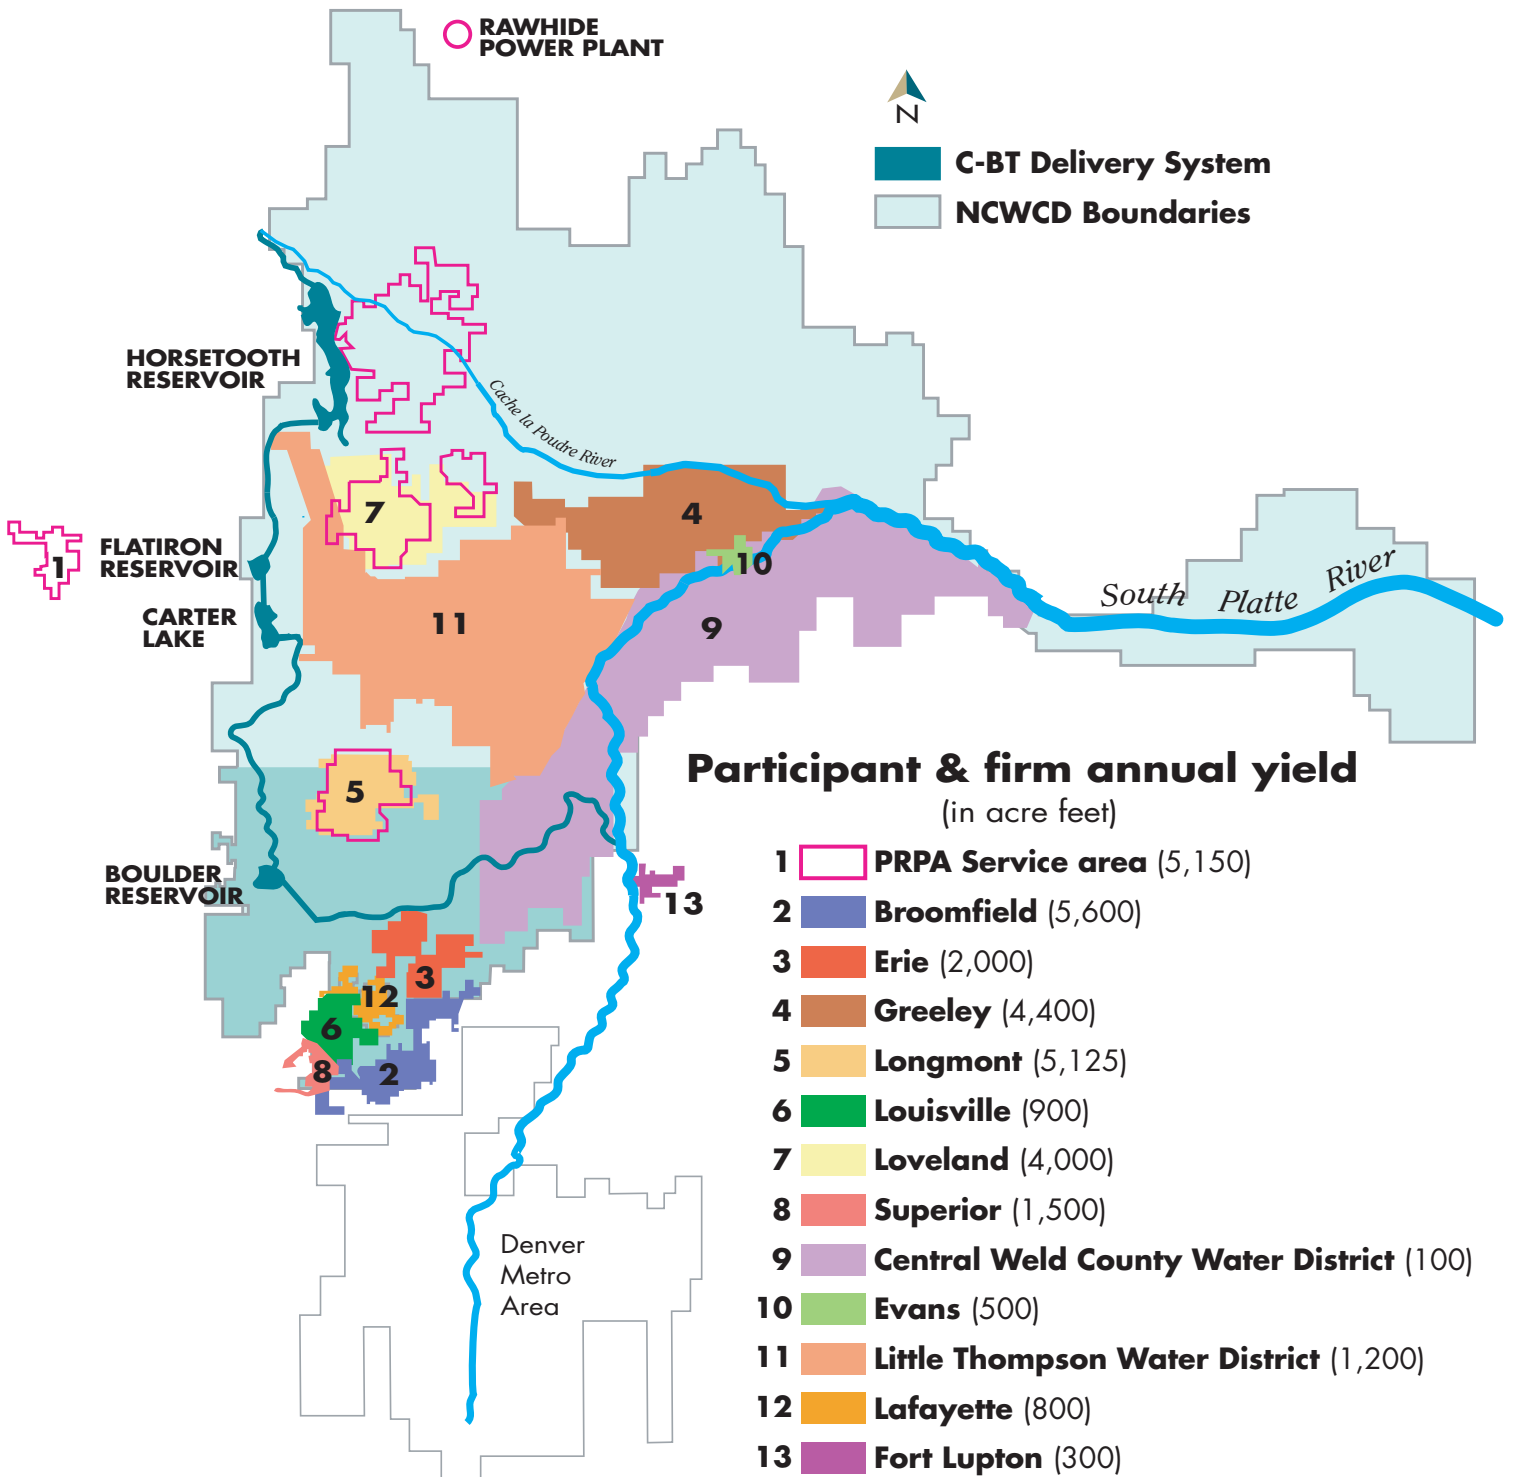 RAWHIDE
POWER PLANT
N
C-BT Delivery System
NCWCD Boundaries
HORSETOOTH
RESERVOIR
Cache la Poudre River
7
4
1
FLATIRON
RESERVOIR
10
CARTER
LAKE
11
9
South Platte River
5
BOULDER
RESERVOIR
13
3
12
6
8
2
Denver
Metro
Area
Participant & firm annual yield
(in acre feet)
1 PRPA Service area (5,150)
2 Broomfield (5,600)
3 Erie (2,000)
4 Greeley (4,400)
5 Longmont (5,125)
6 Louisville (900)
7 Loveland (4,000)
8 Superior (1,500)
9 Central Weld County Water District (100)
10 Evans (500)
11 Little Thompson Water District (1,200)
12 Lafayette (800)
13 Fort Lupton (300)